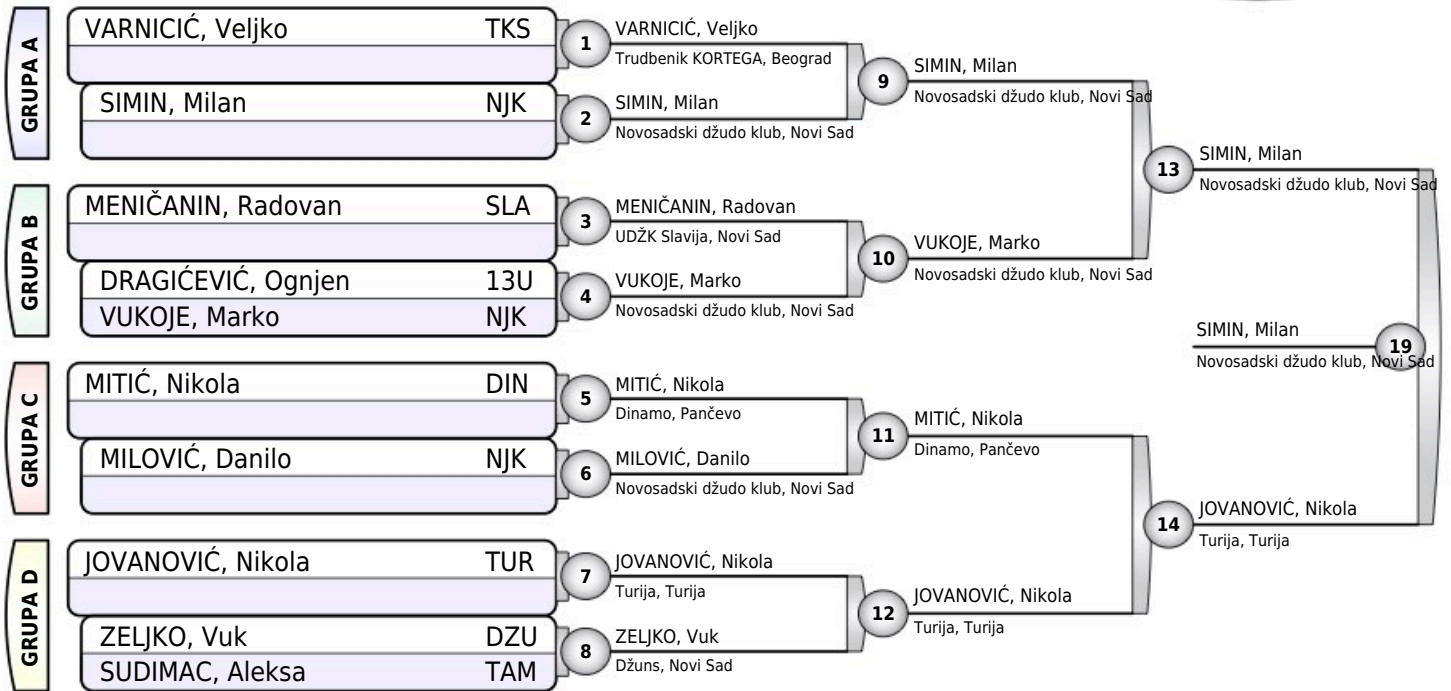 GRUPA A
VARNICIĆ, Veljko TKS
SIMIN, Milan NJK
GRUPA B
MENIČANIN, Radovan SLA
DRAGIĆEVIĆ, Ognjen 13U
VUKOJE, Marko NJK
GRUPA C
MITIĆ, Nikola DIN
MILOVIĆ, Danilo NJK
GRUPA D
JOVANOVIĆ, Nikola TUR
ZELJKO, Vuk DZU
SUDIMAC, Aleksa TAM
1
VARNICIĆ, Veljko
Trudbenik KORTEGA, Beograd
2
SIMIN, Milan
Novosadski džudo klub, Novi Sad
3
MENIČANIN, Radovan
UDŽK Slavija, Novi Sad
4
VUKOJE, Marko
Novosadski džudo klub, Novi Sad
5
MITIĆ, Nikola
Dinamo, Pančevo
6
MILOVIĆ, Danilo
Novosadski džudo klub, Novi Sad
7
JOVANOVIĆ, Nikola
Turija, Turija
8
ZELJKO, Vuk
Džuns, Novi Sad
9
SIMIN, Milan
Novosadski džudo klub, Novi Sad
10
VUKOJE, Marko
Novosadski džudo klub, Novi Sad
11
MITIĆ, Nikola
Dinamo, Pančevo
12
JOVANOVIĆ, Nikola
Turija, Turija
13
SIMIN, Milan
Novosadski džudo klub, Novi Sad
14
JOVANOVIĆ, Nikola
Turija, Turija
SIMIN, Milan
19
Novosadski džudo klub, Novi Sad